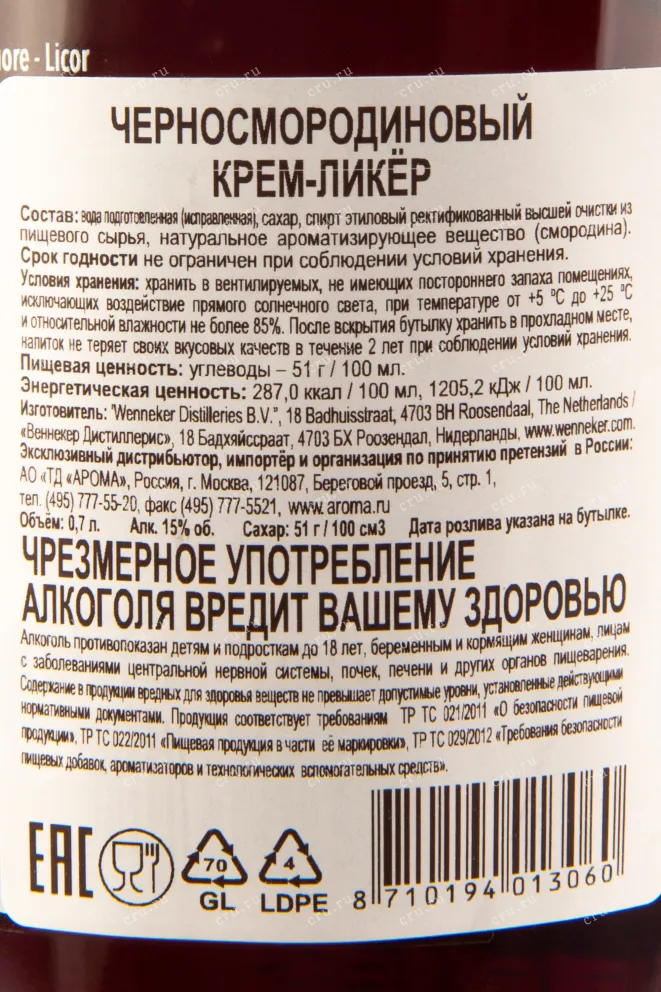 ore - Licor
ЧЕРНОСМОРОДИНОВЫЙ
КРЕМ-ЛИКЁР
Состав: вода подготовленная (исправленная), сахар, спирт этиловый ректификованный высшей очистки из
пищевого сырья, натуральное ароматизирующее вещество (смородина).
Срок годности не ограничен при соблюдении условий хранения.
Условия хранения: хранить в вентилируемых, не имеющих постороннего запаха помещениях,
исключающих воздействие прямого солнечного света, при температуре от +5 °С до +25 °С
и относительной влажности не более 85%. После вскрытия бутылку хранить в прохладном месте,
напиток не теряет своих вкусовых качеств в течение 2 лет при соблюдении условий хранения.
Пищевая ценность: углеводы – 51 г / 100 мл.
Энергетическая ценность: 287,0 ккал / 100 мл, 1205,2 кДж / 100 мл.
Изготовитель: "Wenneker Distilleries B.V.", 18 Badhuisstraat, 4703 BH Roosendaal, The Netherlands /
«Веннекер Дистиллерис», 18 Бадхяйссраат, 4703 БХ Роозендал, Нидерланды, www.wenneker.com.
Эксклюзивный дистрибьютор, импортёр и организация по принятию претензий в России:
АО «ТД «АРОМА», Россия, г. Москва, 121087, Береговой проезд, 5, стр. 1,
тел. (495) 777-55-20, факс (495) 777-5521, www.aroma.ru
Объём: 0,7 л. Алк. 15% об. Сахар: 51 г / 100 см3 Дата розлива указана на бутылке.
ЧРЕЗМЕРНОЕ УПОТРЕБЛЕНИЕ
АЛКОГОЛЯ ВРЕДИТ ВАШЕМУ ЗДОРОВЬЮ
Алкоголь противопоказан детям и подросткам до 18 лет, беременным и кормящим женщинам, лицам
с заболеваниями центральной нервной системы, почек, печени и других органов пищеварения.
Содержание в продукции вредных для здоровья веществ не превышает допустимые уровни, установленные действующими
нормативными документами. Продукция соответствует требованиям ТР ТС 021/2011 «О безопасности пищевой
продукции», ТР ТС 022/2011 «Пищевая продукция в части её маркировки», ТР ТС 029/2012 «Требования безопасности
пищевых добавок, ароматизаторов и технологических вспомогательных средств».
EAC
70
GL
4
LDPE
8 710194 013060
cru.ru